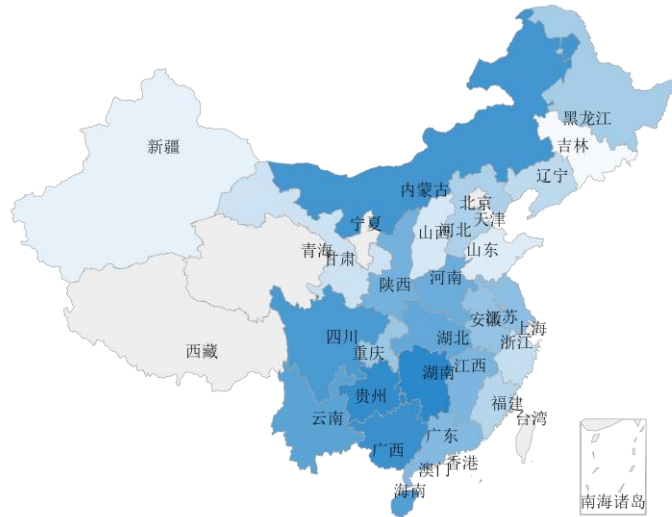 黑龙江
吉林
新疆
辽宁
内蒙古
北京
天津
宁夏
山西
河北
山东
青海
甘肃
陕西
河南
安徽
江苏
上海
四川
湖北
浙江
重庆
西藏
湖南
江西
贵州
福建
云南
台湾
广西
广东
香港
澳门
海南
南海诸岛